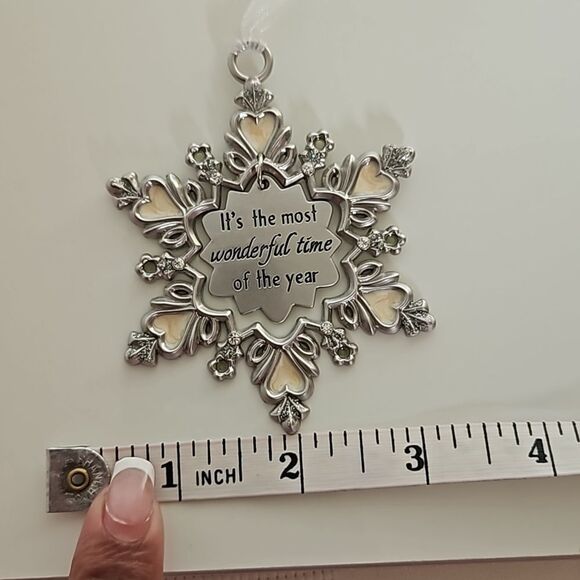 It's the most
wonderful time
of the year
1 INCH 2 3 4